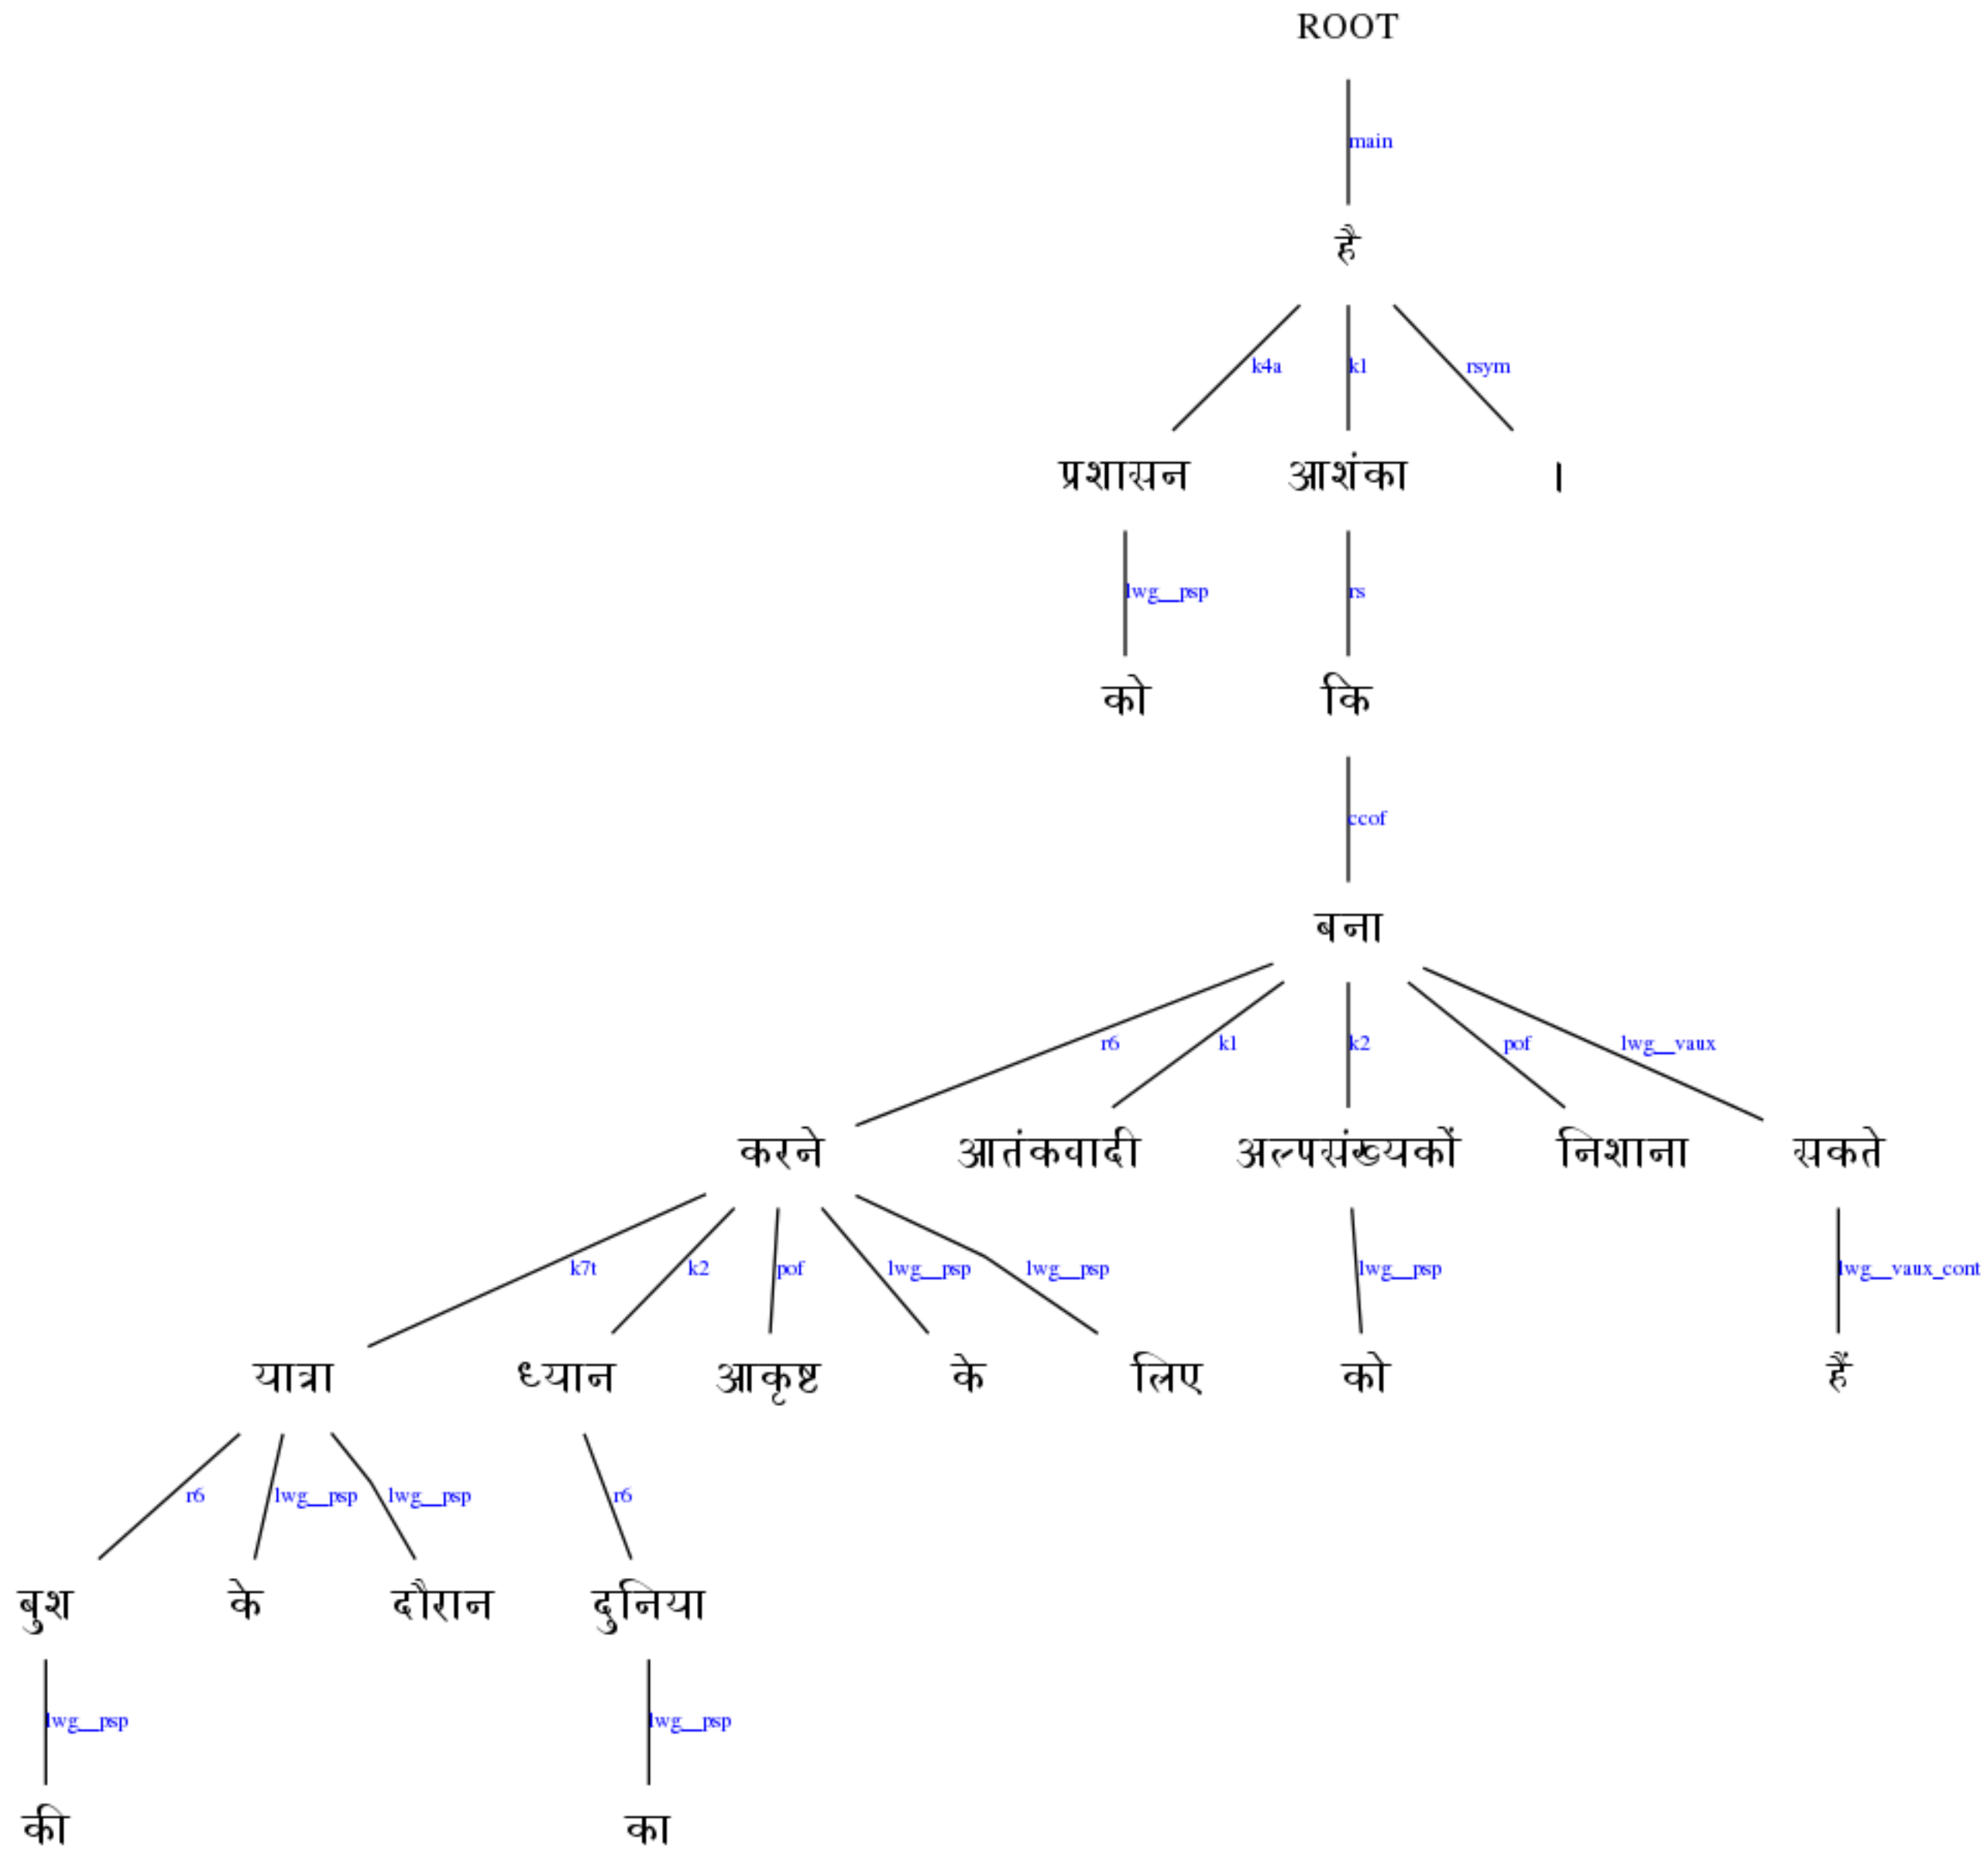 ROOT
main
है
k4a k1 rsym
प्रशासन आशंका ।
lwg__psp rs
को कि
ccof
बना
r6 k1 k2 pof lwg__vaux
करने आतंकवादी अल्पसंख्यकों निशाना सकते
k7t k2 pof lwg__psp lwg__psp lwg__psp lwg__vaux_cont
यात्रा ध्यान आकृष्ट के लिए को हैं
r6 lwg__psp lwg__psp r6
बुश के दौरान दुनिया
lwg__psp lwg__psp
की का